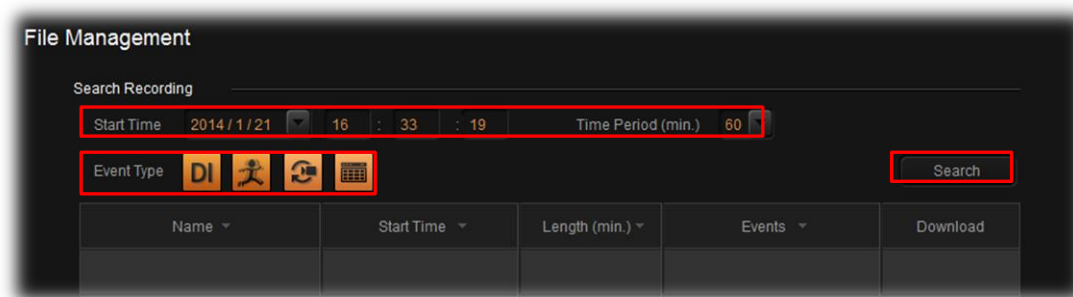 File Management
Search Recording
Start Time 2014 / 1 / 21 16 : 33 : 19 Time Period (min.) 60
Event Type DI Search
Name Start Time Length (min.) Events Download